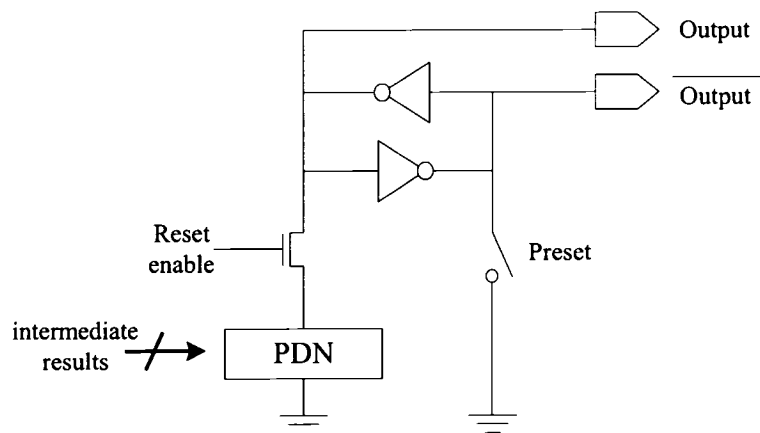 Output
Output
Reset
enable
Preset
intermediate
results
PDN